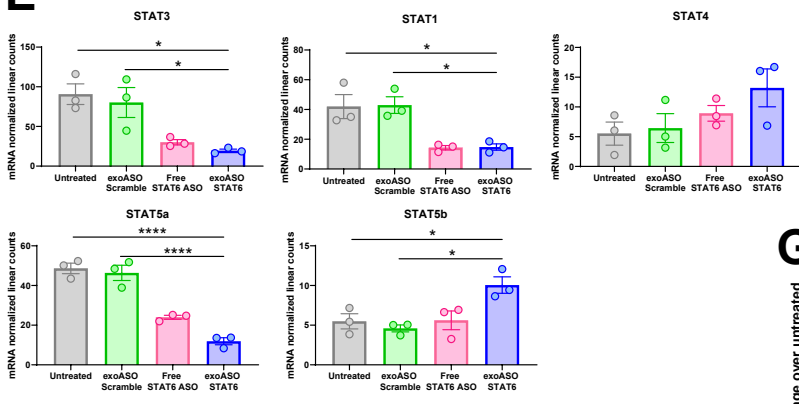 STAT3
mRNA normalized linear counts
150
100
50
0
*
*
Untreated
exoASO Scramble
Free STAT6 ASO
exoASO STAT6
STAT1
mRNA normalized linear counts
80
60
40
20
0
*
*
Untreated
exoASO Scramble
Free STAT6 ASO
exoASO STAT6
STAT4
mRNA normalized linear counts
20
15
10
5
0
Untreated
exoASO Scramble
Free STAT6 ASO
exoASO STAT6
STAT5a
mRNA normalized linear counts
60
40
20
0
****
****
Untreated
exoASO Scramble
Free STAT6 ASO
exoASO STAT6
STAT5b
mRNA normalized linear counts
15
10
5
0
*
*
Untreated
exoASO Scramble
Free STAT6 ASO
exoASO STAT6
G
over untreated